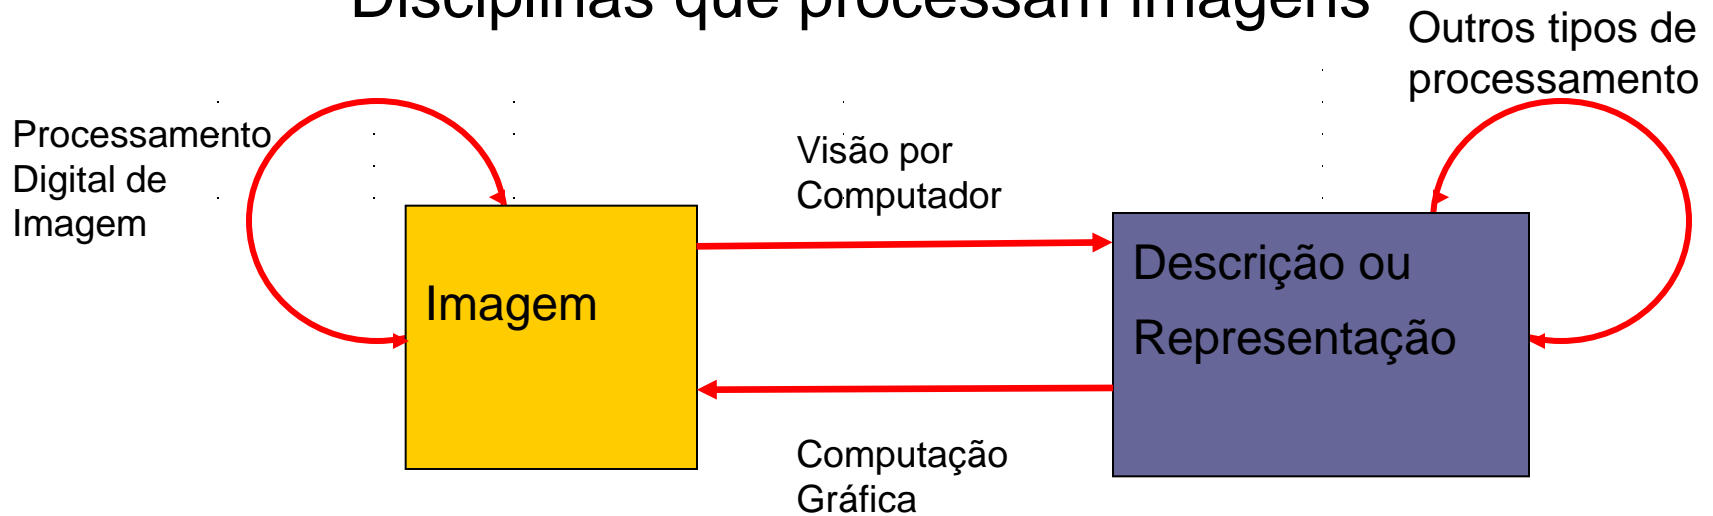 Disciplinas que processam imagens
Outros tipos de
processamento
Processamento
Digital de
Imagem
Visão por
Computador
Imagem
Descrição ou
Representação
Computação
Gráfica